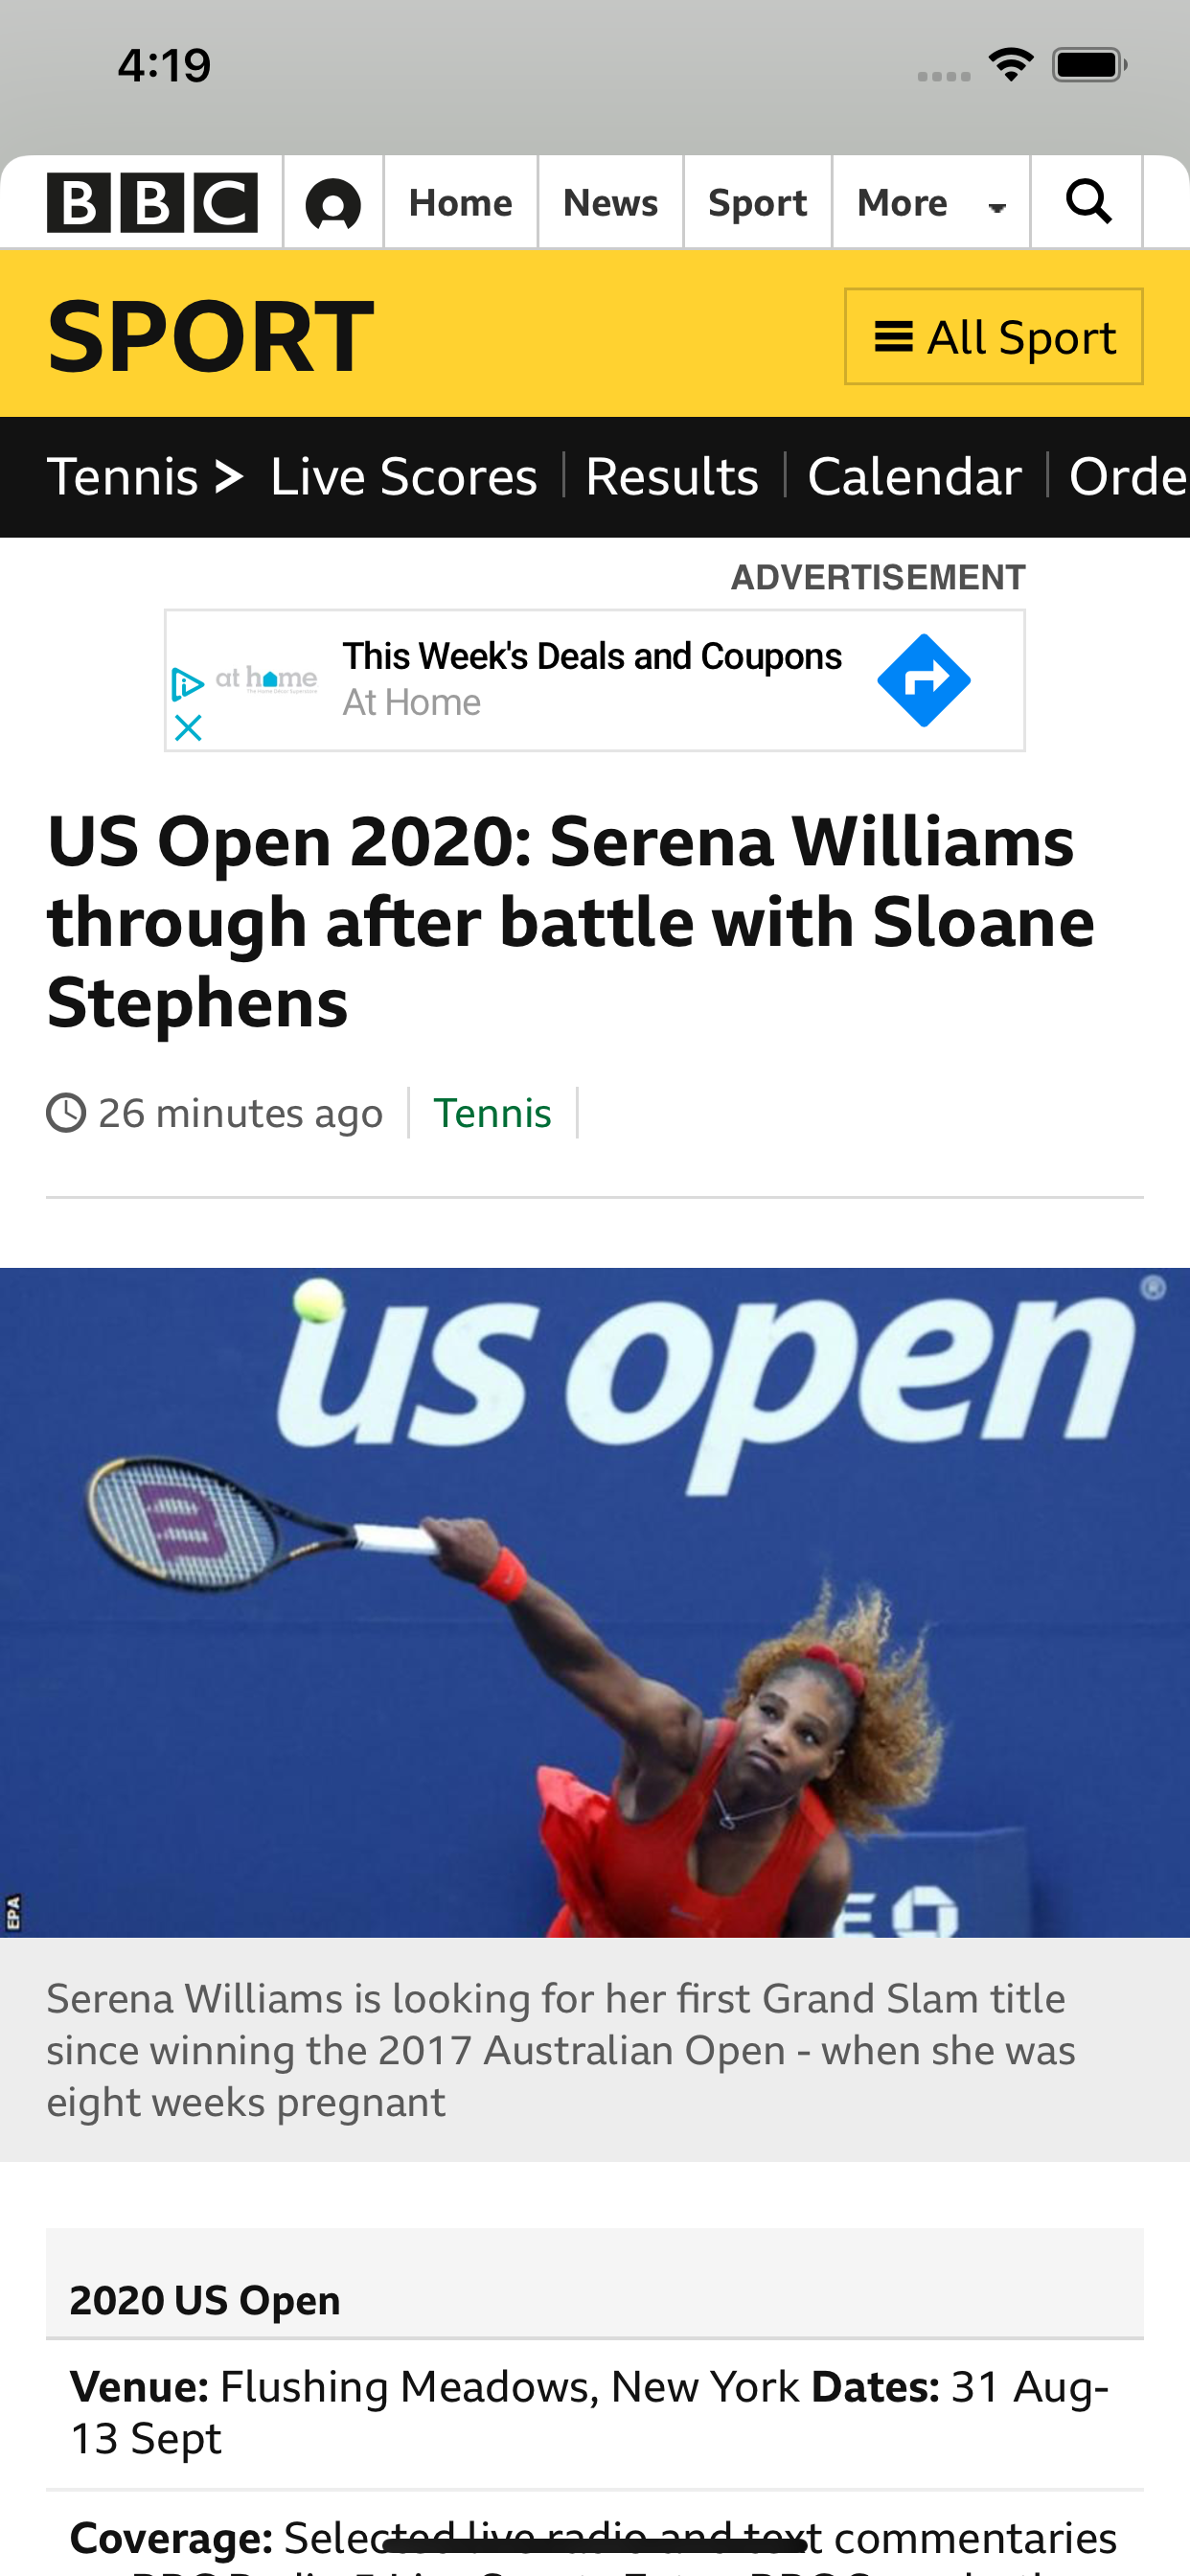 4:19
BBC Home News Sport More
SPORT
All Sport
Tennis Live Scores Results Calendar Orde
ADVERTISEMENT
at home
This Week's Deals and Coupons
At Home
US Open 2020: Serena Williams
through after battle with Sloane
Stephens
26 minutes ago Tennis
us open®
EPA
E
Serena Williams is looking for her first Grand Slam title
since winning the 2017 Australian Open - when she was
eight weeks pregnant
2020 US Open
Venue: Flushing Meadows, New York Dates: 31 Aug-
13 Sept
Coverage: Selected live radio and text commentaries